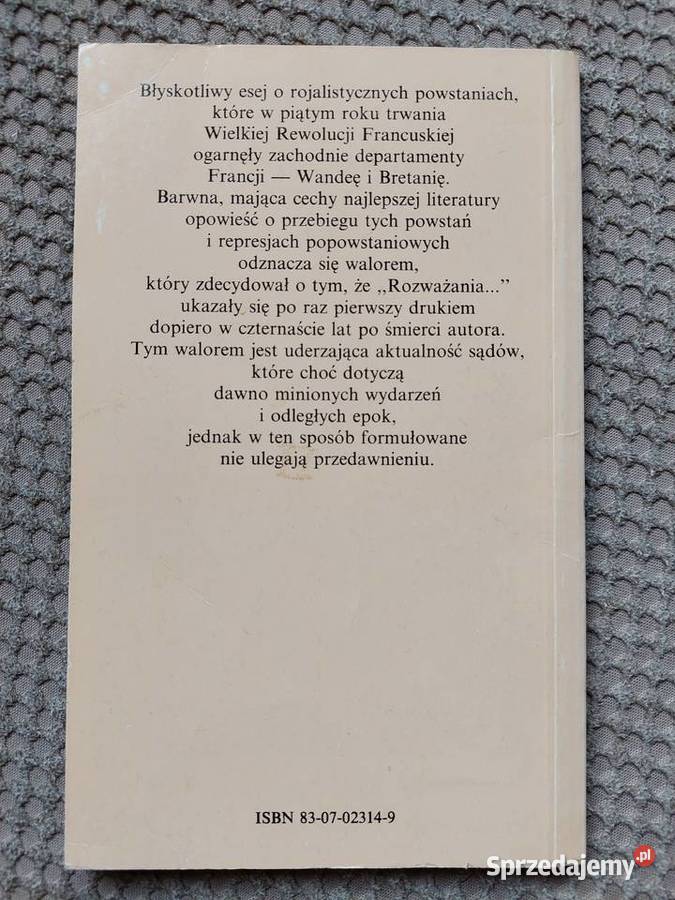 Błyskotliwy esej o rojalistycznych powstaniach,
które w piątym roku trwania
Wielkiej Rewolucji Francuskiej
ogarnęły zachodnie departamenty
Francji — Wandeę i Bretanię.
Barwna, mająca cechy najlepszej literatury
opowieść o przebiegu tych powstań
i represjach popowstaniowych
odznacza się walorem,
który zdecydował o tym, że ,,Rozważania...”
ukazały się po raz pierwszy drukiem
dopiero w czternaście lat po śmierci autora.
Tym walorem jest uderzająca aktualność sądów,
które choć dotyczą
dawno minionych wydarzeń
i odległych epok,
jednak w ten sposób formułowane
nie ulegają przedawnieniu.
ISBN 83-07-02314-9
Sprzedajemy.pl